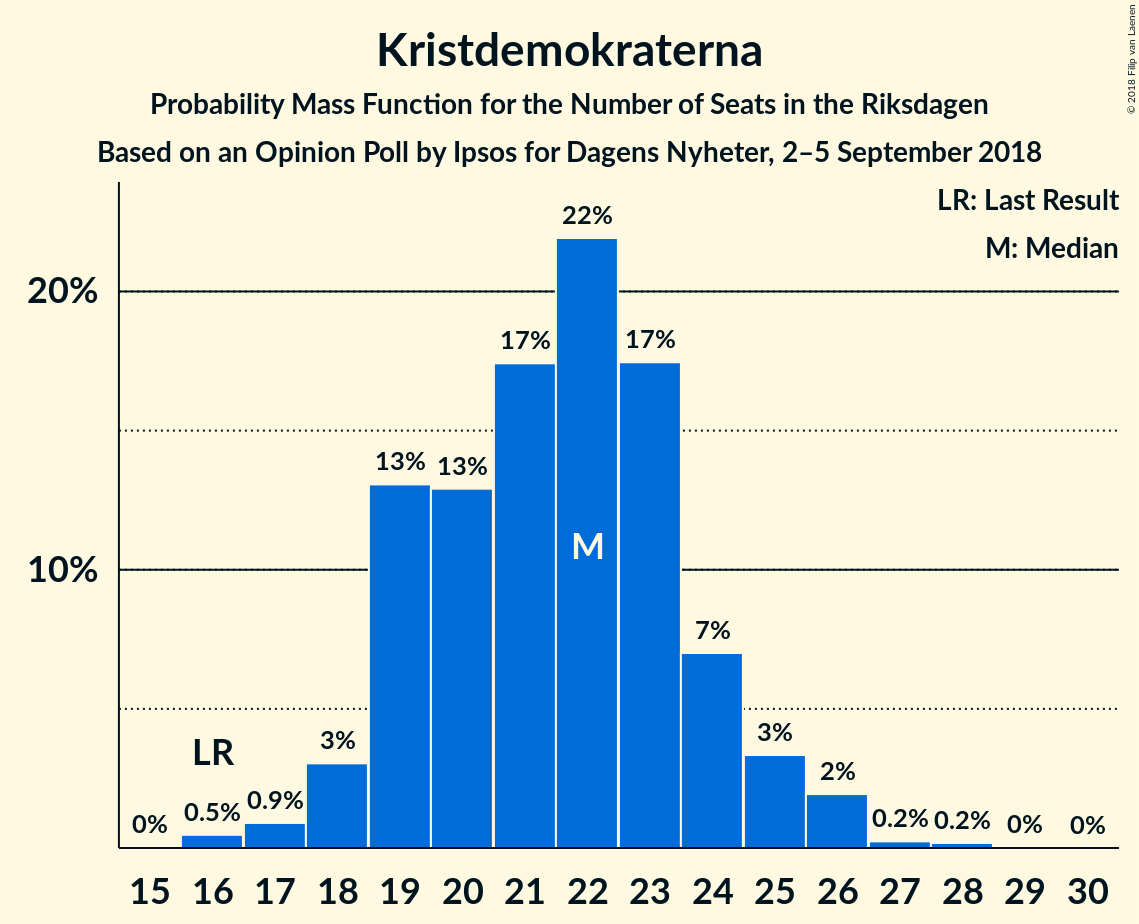 © 2018 Filip van Laenen
Kristdemokraterna
Probability Mass Function for the Number of Seats in the Riksdagen
Based on an Opinion Poll by Ipsos for Dagens Nyheter, 2–5 September 2018
LR: Last Result
M: Median
20%
10%
0% 0.5% 0.9% 3% 13% 13% 17% 22% 17% 7% 3% 2% 0.2% 0.2% 0% 0%
LR
M
15 16 17 18 19 20 21 22 23 24 25 26 27 28 29 30